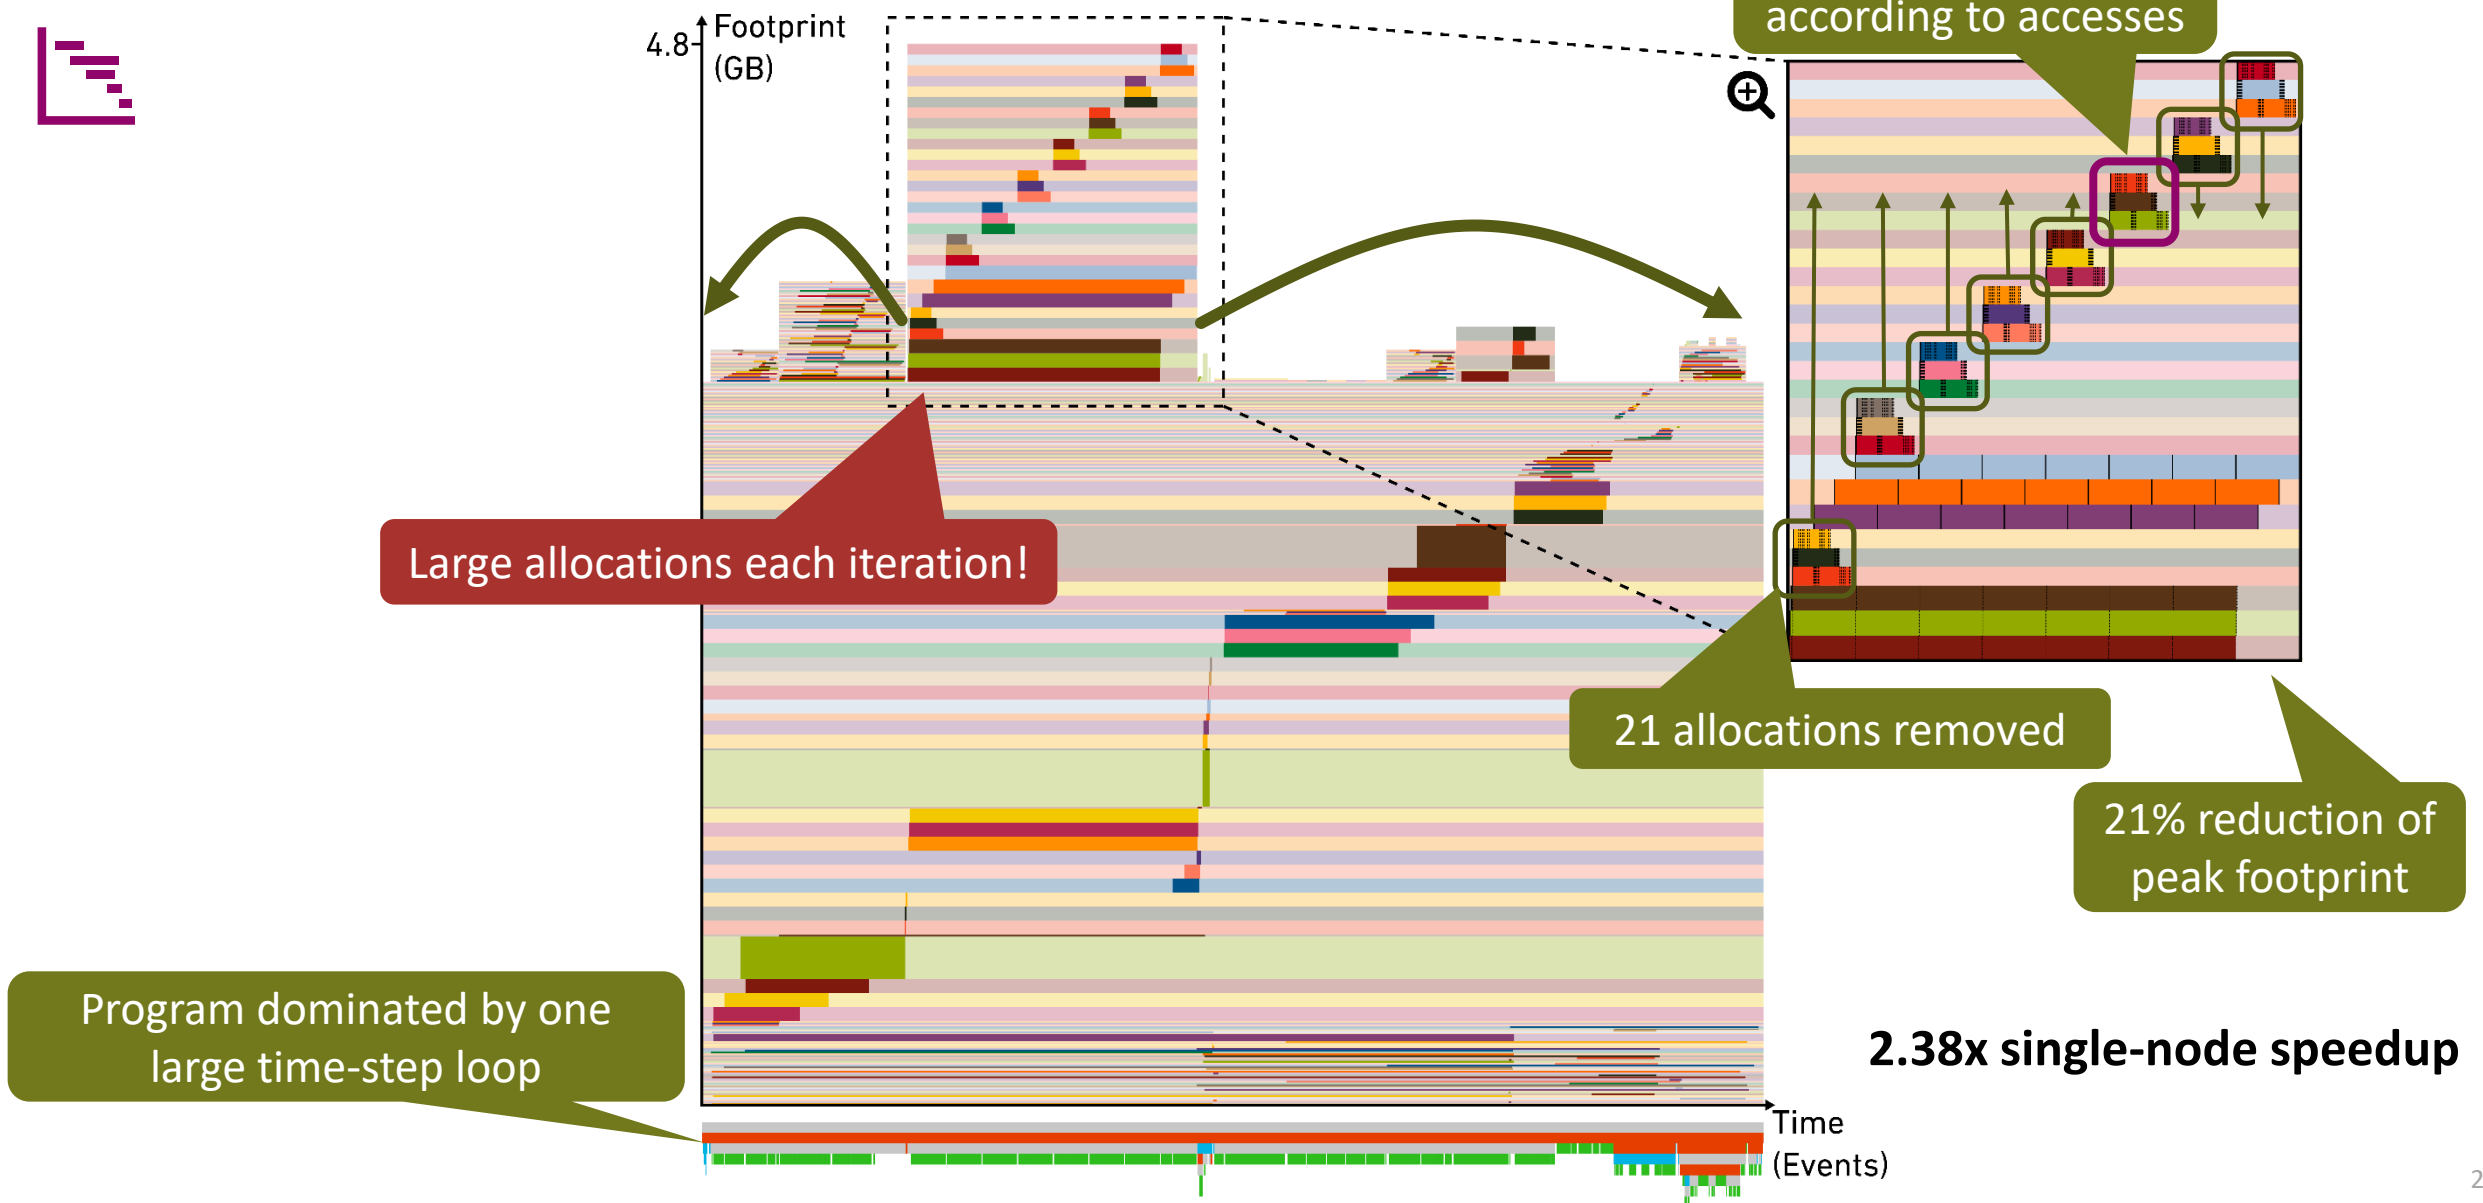 according to accesses
Footprint
(GB)
4.8
Large allocations each iteration!
21 allocations removed
21% reduction of
peak footprint
Program dominated by one
large time-step loop
2.38x single-node speedup
Time
(Events)
2